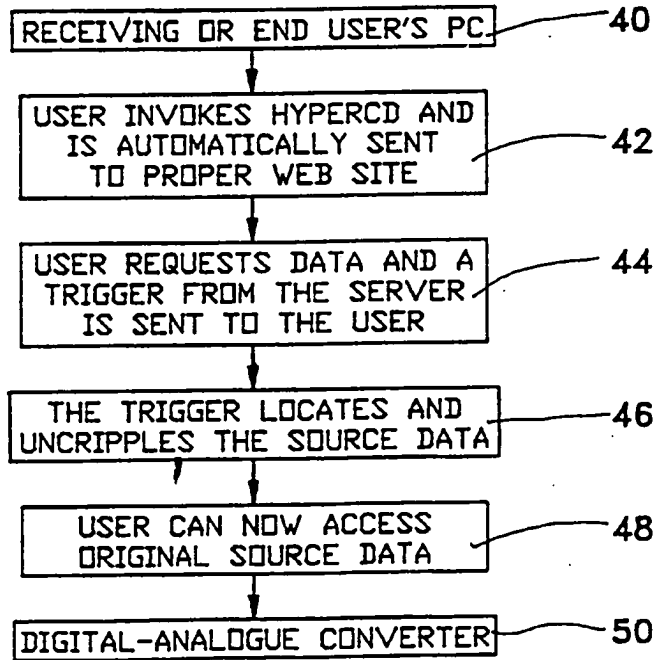 RECEIVING OR END USER'S PC
40
USER INVOKES HYPERCD AND
IS AUTOMATICALLY SENT
TO PROPER WEB SITE
42
USER REQUESTS DATA AND A
TRIGGER FROM THE SERVER
IS SENT TO THE USER
44
THE TRIGGER LOCATES AND
UNCRIPPLES THE SOURCE DATA
46
USER CAN NOW ACCESS
ORIGINAL SOURCE DATA
48
DIGITAL-ANALOGUE CONVERTER
50